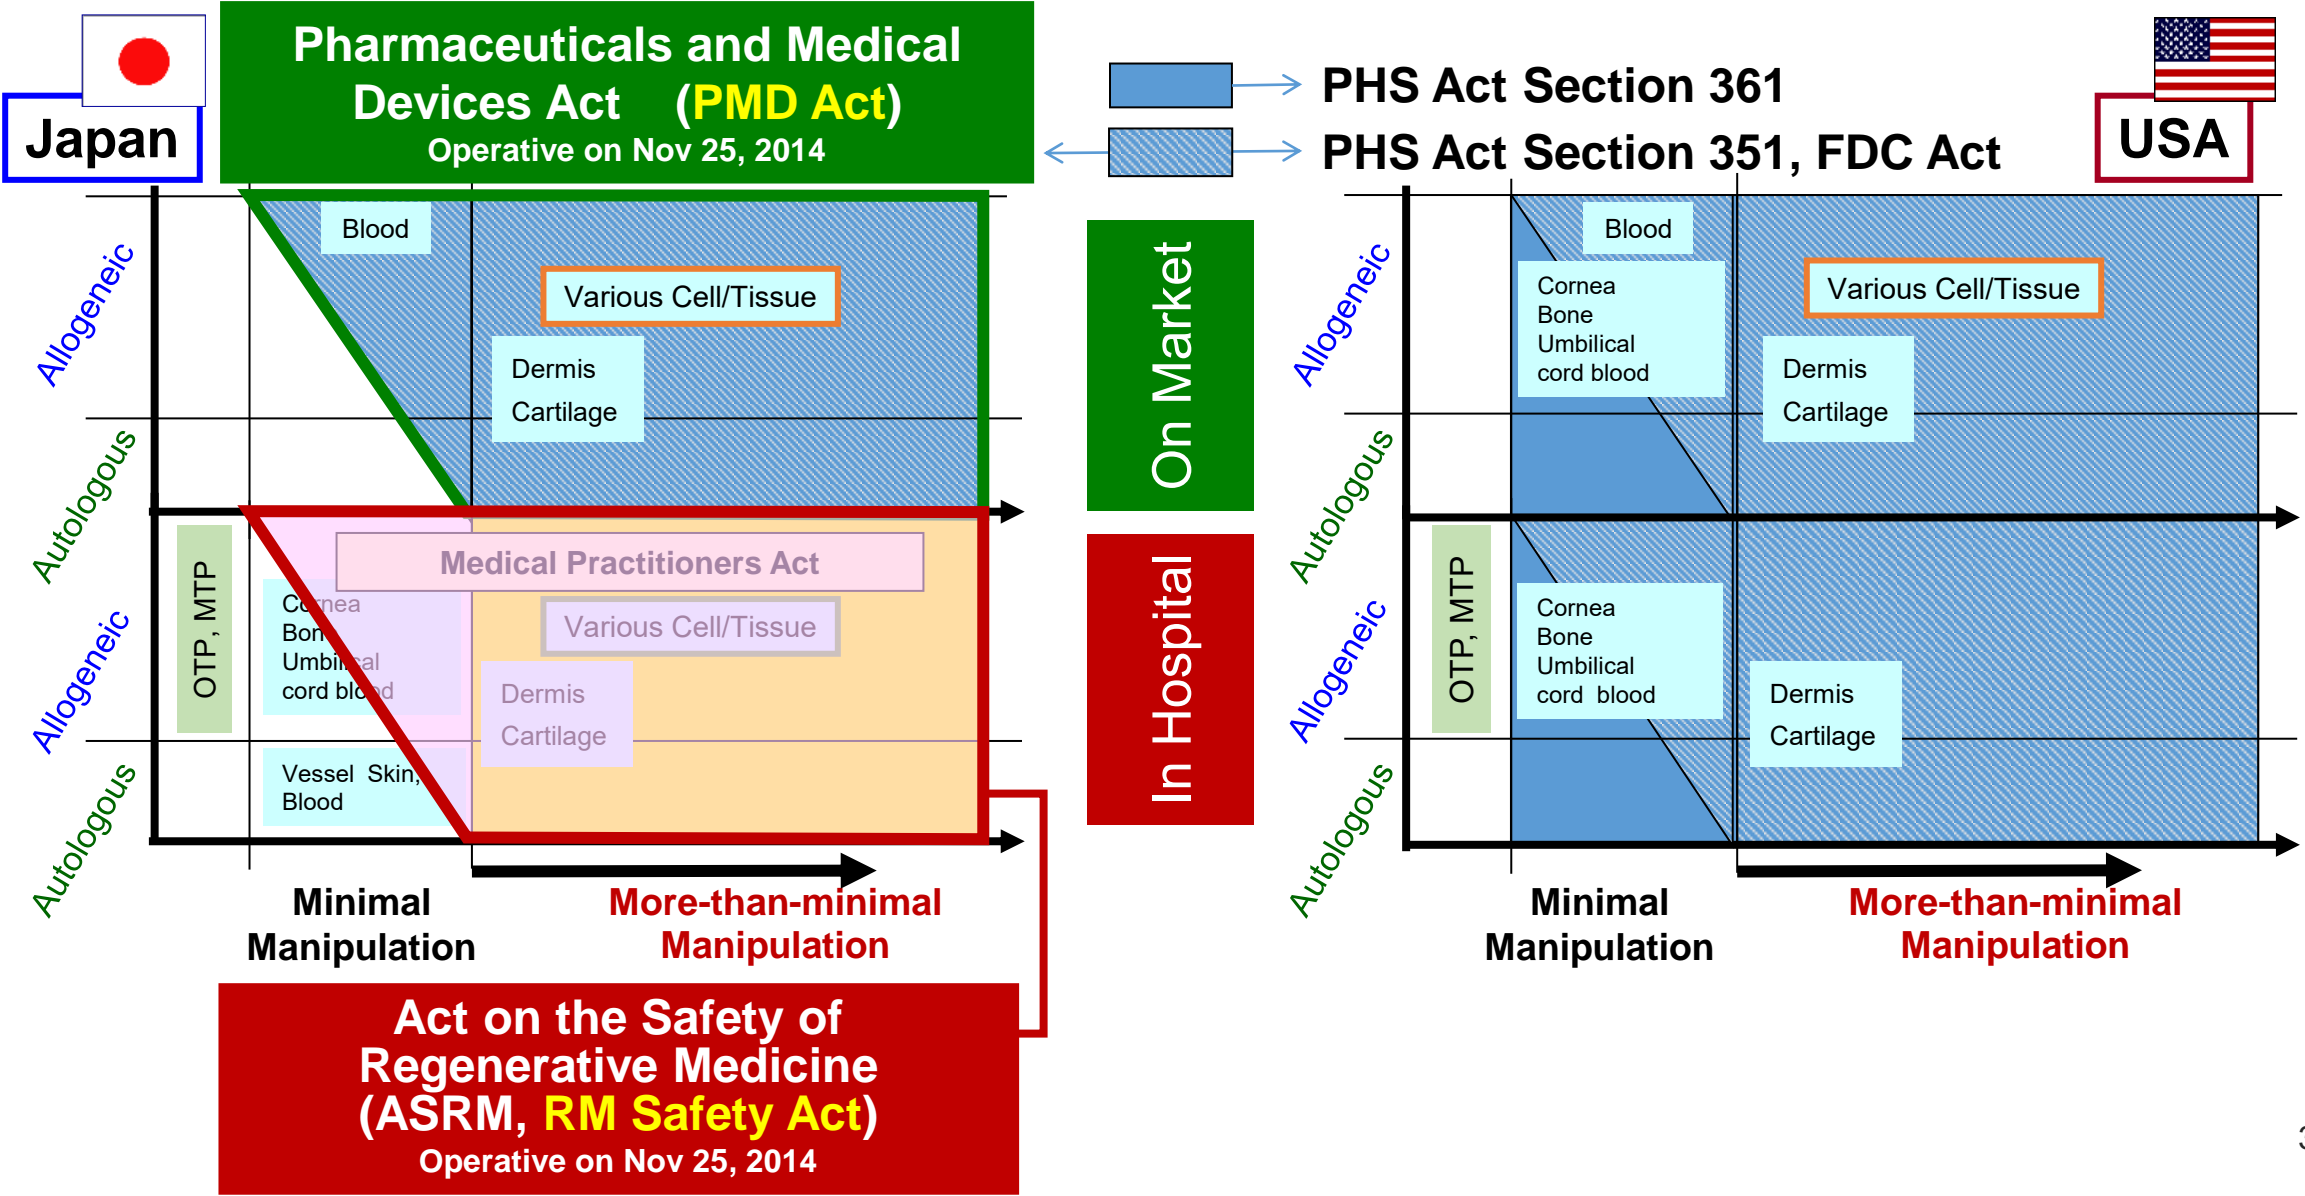 Japan
Pharmaceuticals and Medical
Devices Act (PMD Act)
Operative on Nov 25, 2014
PHS Act Section 361
PHS Act Section 351, FDC Act
USA
Allogeneic
Autologous
Blood
Various Cell/Tissue
Dermis
Cartilage
On Market
Allogeneic
Autologous
Blood
Cornea
Bone
Umbilical
cord blood
Various Cell/Tissue
Dermis
Cartilage
Allogeneic
Autologous
OTP, MTP
Medical Practitioners Act
Cornea
Bone
Umbilical
cord blood
Various Cell/Tissue
Dermis
Cartilage
Vessel Skin,
Blood
In Hospital
Allogeneic
Autologous
OTP, MTP
Cornea
Bone
Umbilical
cord blood
Dermis
Cartilage
Minimal
Manipulation
More-than-minimal
Manipulation
Minimal
Manipulation
More-than-minimal
Manipulation
Act on the Safety of
Regenerative Medicine
(ASRM, RM Safety Act)
Operative on Nov 25, 2014